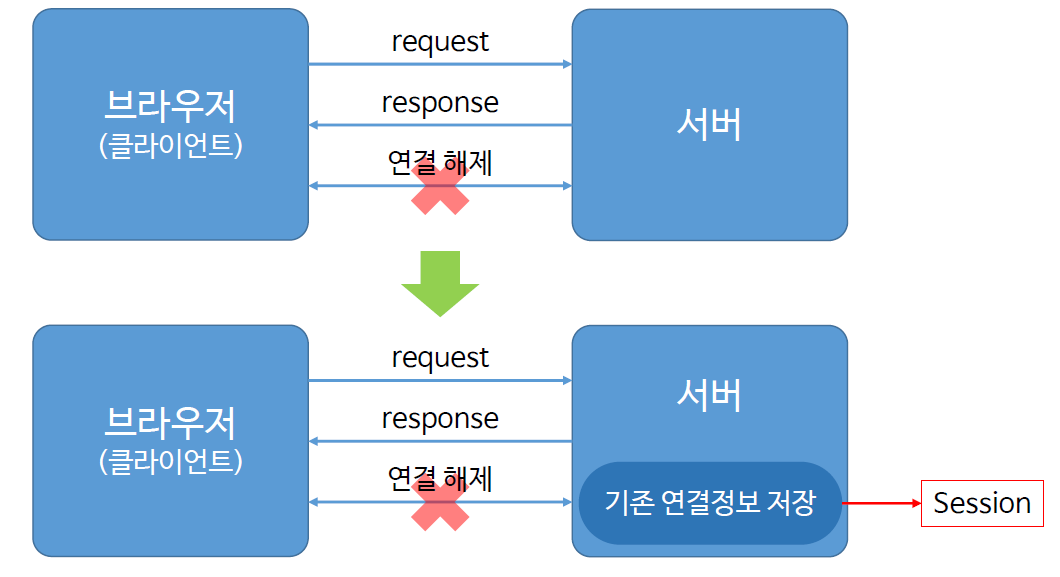 request
브라우저
(클라이언트)
response
서버
연결 해제
request
브라우저
(클라이언트)
response
서버
연결 해제
기존 연결정보 저장
Session